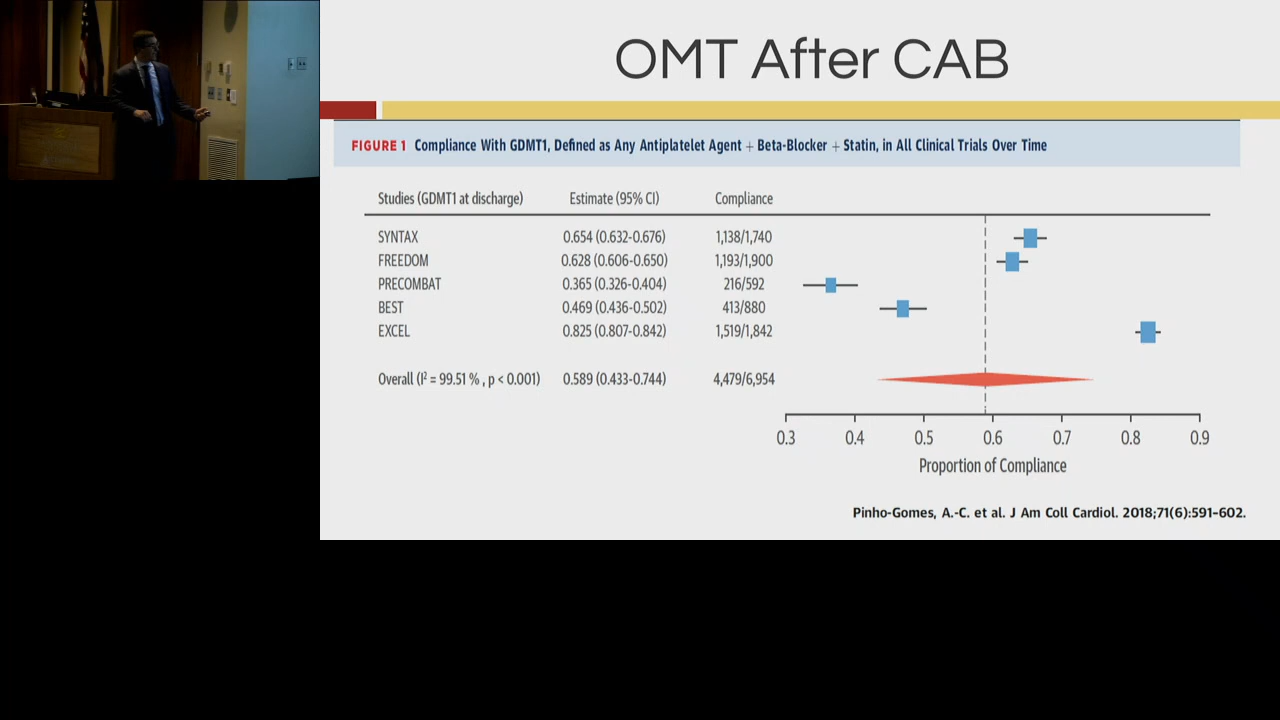 OMT After CAB
FIGURE 1 Compliance With GDMT1, Defined as Any Antiplatelet Agent + Beta-Blocker + Statin, in All Clinical Trials Over Time
Studies (GDMT1 at discharge) Estimate (95% CI) Compliance
SYNTAX 0.654 (0.632-0.676) 1,138/1,740
FREEDOM 0.628 (0.606-0.650) 1,193/1,900
PRECOMBAT 0.365 (0.326-0.404) 216/592
BEST 0.469 (0.436-0.502) 413/880
EXCEL 0.825 (0.807-0.842) 1,519/1,842
Overall (I² = 99.51 % , p < 0.001) 0.589 (0.433-0.744) 4,479/6,954
0.3 0.4 0.5 0.6 0.7 0.8 0.9
Proportion of Compliance
Pinho-Gomes, A.-C. et al. J Am Coll Cardiol. 2018;71(6):591-602.